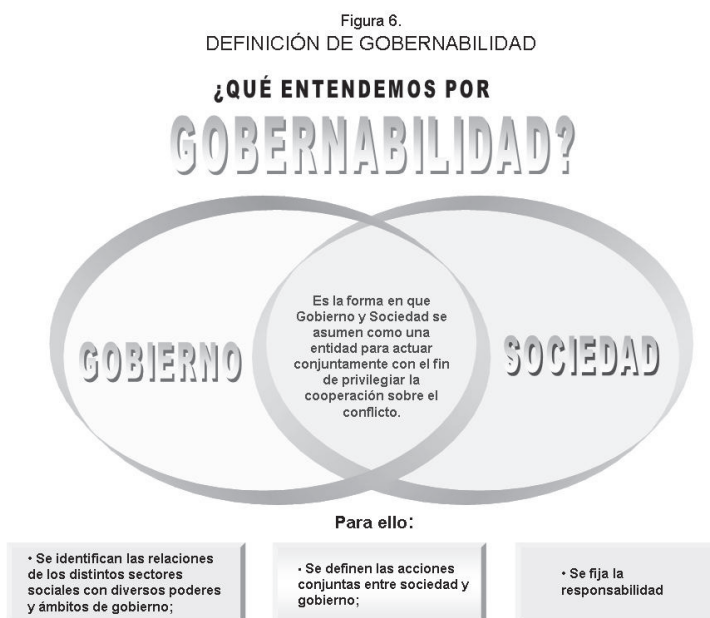 Figura 6.
DEFINICIÓN DE GOBERNABILIDAD
¿QUÉ ENTENDEMOS POR
GOBERNABILIDAD?
GOBIERNO
Es la forma en que
Gobierno y Sociedad se
asumen como una
entidad para actuar
conjuntamente con el fin
de privilegiar la
cooperación sobre el
conflicto.
SOCIEDAD
Para ello:
• Se identifican las relaciones
de los distintos sectores
sociales con diversos poderes
y ámbitos de gobierno;
• Se definen las acciones
conjuntas entre sociedad y
gobierno;
• Se fija la
responsabilidad